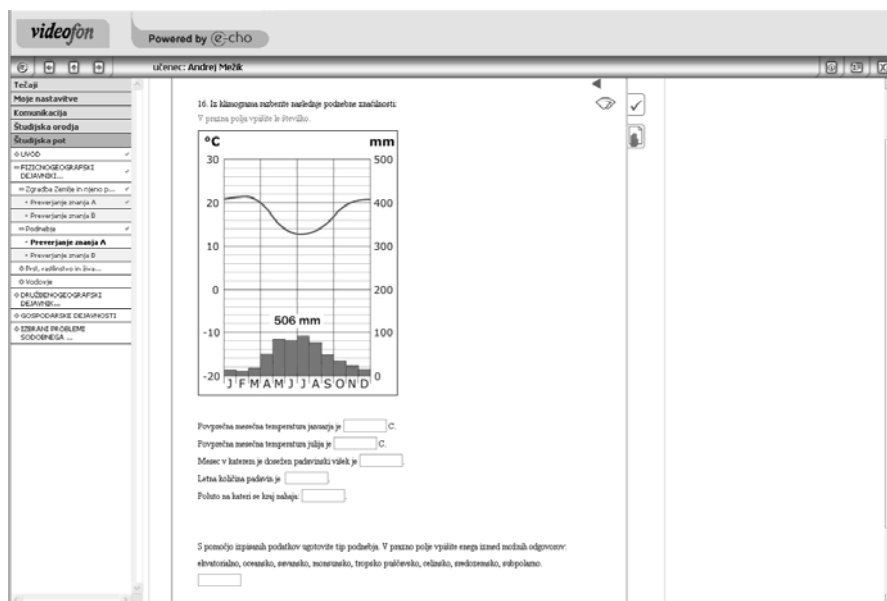 videofon
Powered by e-cho
učenec: Andrej Mežik
Tečaji
Moje nastavitve
Komunikacija
Študijska orodja
Študijska pot
UVOD
FIZICNOGEOGRAFSKI
DEJAVNIKI...
Zgradba Zemlje in njeno p...
Preverjanje znanja A
Preverjanje znanja B
Podnebje
Preverjanje znanja A
Preverjanje znanja B
Prst, rastlinstvo in živa...
Vodovje
DRUŽBENOGEOGRAFSKI
DEJAVNIK...
GOSPODARSKE DEJAVNOSTI
IZBRANI PROBLEMI
SODOBNEGA ...
16. Iz klimograma razberite naslednje podnebne značilnosti:
V prazna polja vpišite le število.
°C mm
30 500
20 400
10 300
0 200
506 mm
-10 100
-20 0
J F M A M J J A S O N D
Povprečna mesečna temperatura januarja je C.
Povprečna mesečna temperatura julija je C.
Mesec v katerem je dosežen padavinski višek je .
Letna količina padavin je .
Poluto na kateri se kraj nahaja: .
S pomočjo izpisanih podatkov ugotovite tip podnebja. V prazno polje vpišite enega izmed možnih odgovorov:
ekvatorialno, oceansko, savansko, monsunsko, tropsko puščavsko, celinsko, sredozemsko, subpolarno.